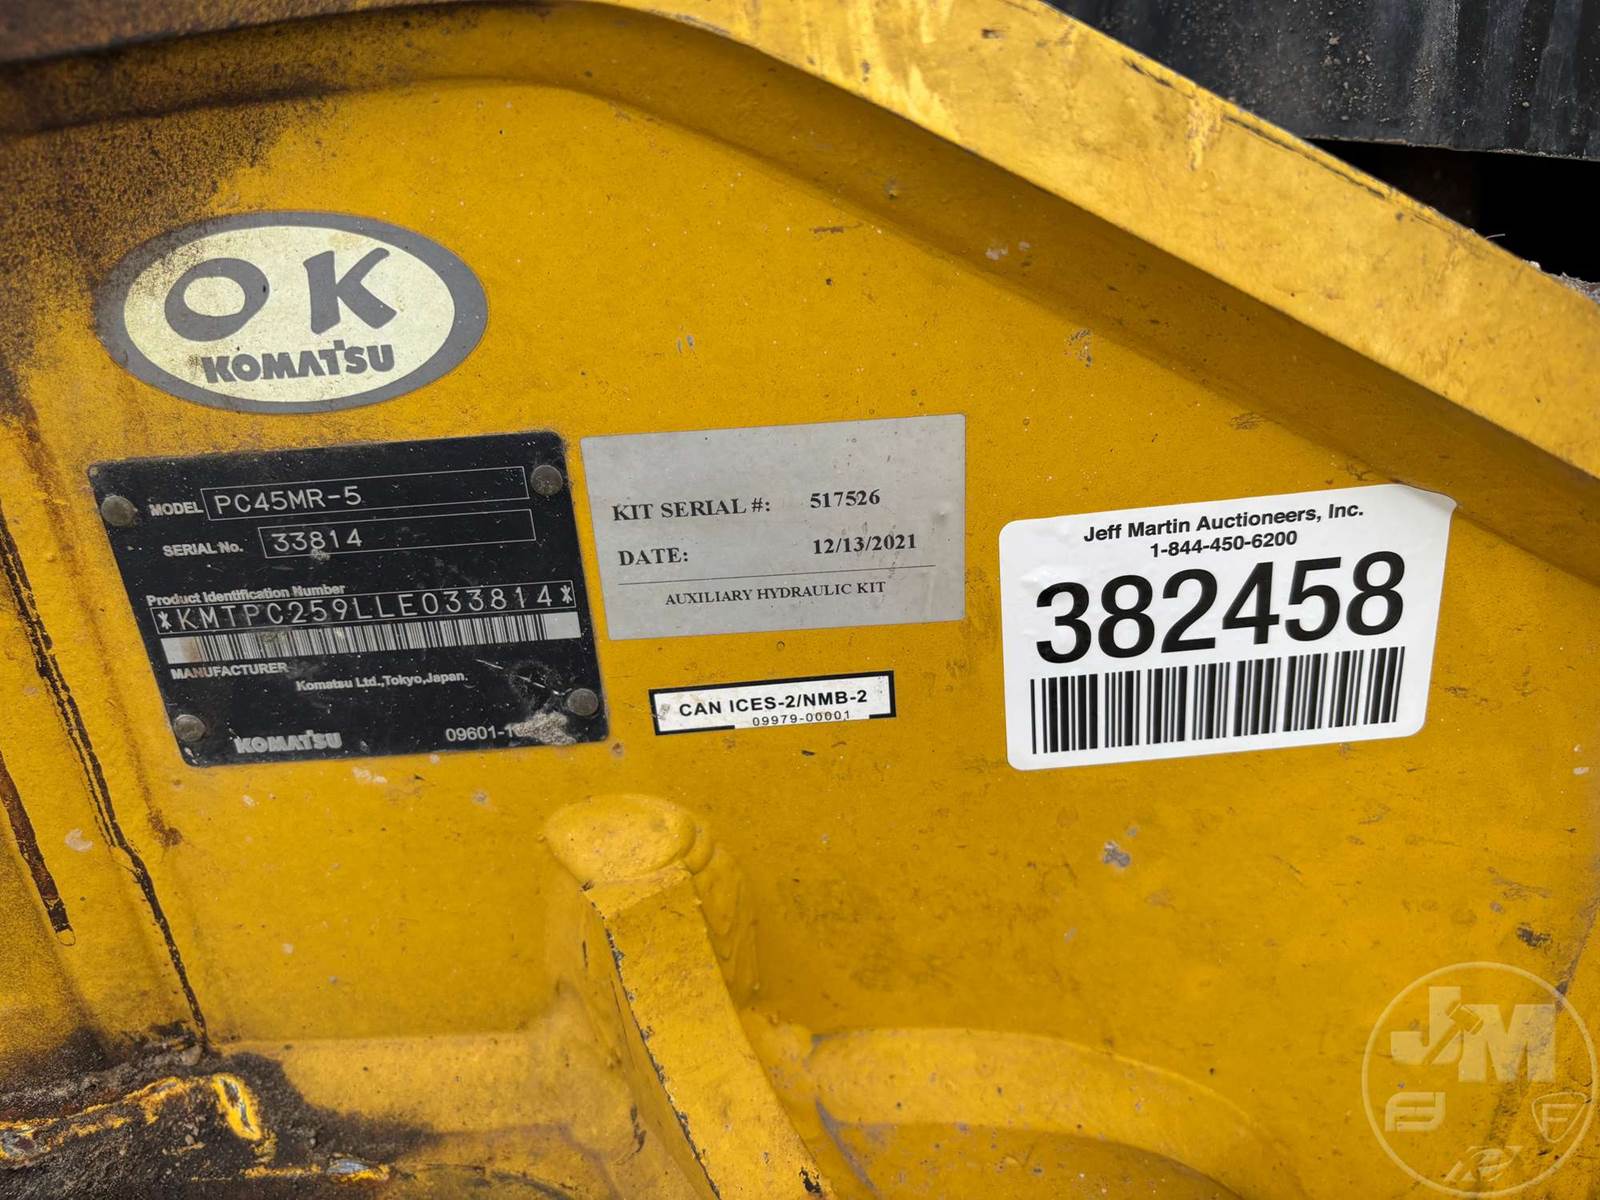 OK
KOMATSU
MODEL PC45MR-5
SERIAL No. 33814
Product Identification Number
*KMTPC259LLE033814*
MANUFACTURER
Komatsu Ltd.,Tokyo,Japan.
KOMATSU
KIT SERIAL #: 517526
DATE: 12/13/2021
AUXILIARY HYDRAULIC KIT
CAN ICES-2/NMB-2
09979-00001
Jeff Martin Auctioneers, Inc.
1-844-450-6200
382458
JM